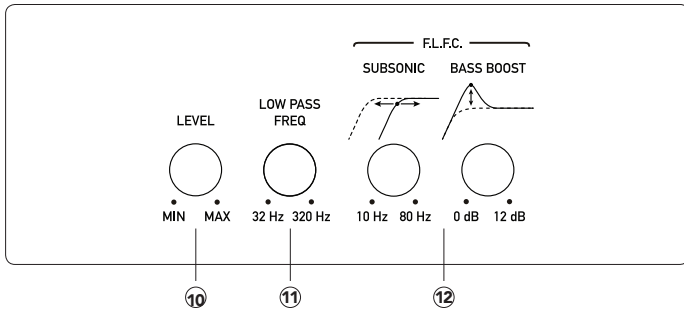 F.L.F.C.
SUBSONIC BASS BOOST
LOW PASS
FREQ
LEVEL
MIN MAX 32 Hz 320 Hz 10 Hz 80 Hz 0 dB 12 dB
10 11 12